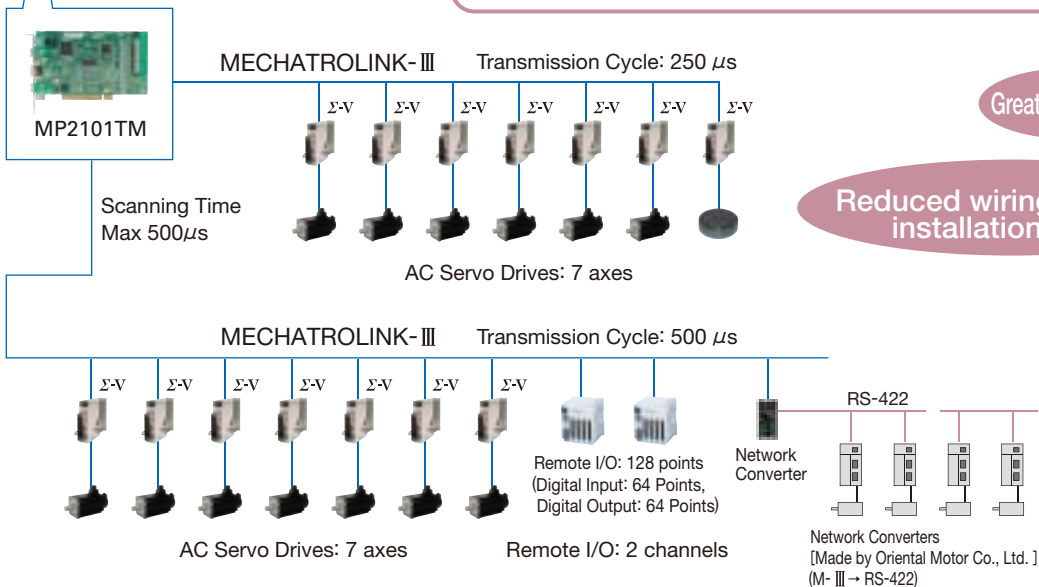 MECHATROLINK-Ⅲ Transmission Cycle: 250 μs
MP2101TM
Σ-V Σ-V Σ-V Σ-V Σ-V Σ-V Σ-V
Great
Scanning Time
Max 500μs
Reduced wiring
installation
AC Servo Drives: 7 axes
MECHATROLINK-Ⅲ Transmission Cycle: 500 μs
Σ-V Σ-V Σ-V Σ-V Σ-V Σ-V Σ-V
RS-422
Remote I/O: 128 points
(Digital Input: 64 Points,
Digital Output: 64 Points)
Network
Converter
AC Servo Drives: 7 axes
Remote I/O: 2 channels
Network Converters
[Made by Oriental Motor Co., Ltd. ]
(M- Ⅲ → RS-422)